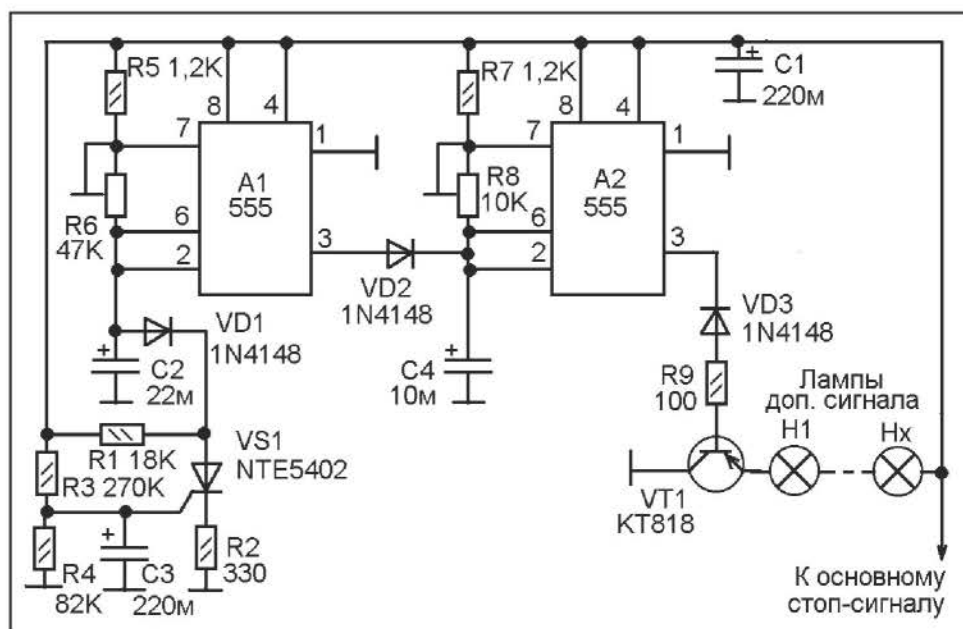 R5 1,2K
R7 1,2K
C1
220м
+
8
4
8
4
7
1
7
1
A1
555
R8
10K
A2
555
R6
47K
6
2
3
6
2
3
VD2
1N4148
VD3
1N4148
VD1
1N4148
+
C2
22м
C4
10м
+
R9
100
Лампы
доп. сигнала
H1
Hx
R1 18K
VS1
NTE5402
R3 270K
VT1
КТ818
+
R4
82K
C3
220м
R2
330
К основному
стоп-сигналу